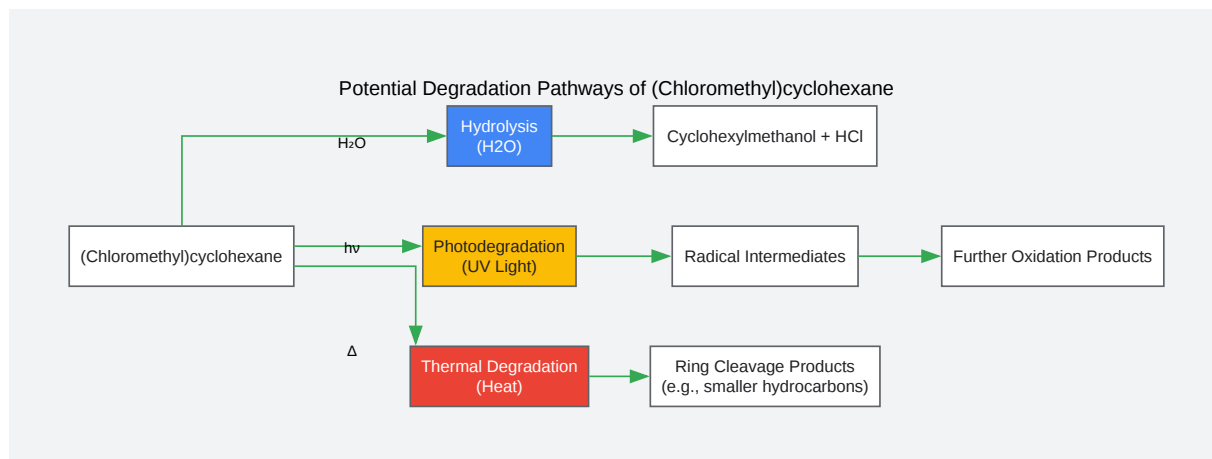 Potential Degradation Pathways of (Chloromethyl)cyclohexane
H₂O
Hydrolysis
(H2O)
Cyclohexylmethanol + HCl
(Chloromethyl)cyclohexane
hν
Photodegradation
(UV Light)
Radical Intermediates
Further Oxidation Products
Δ
Thermal Degradation
(Heat)
Ring Cleavage Products
(e.g., smaller hydrocarbons)